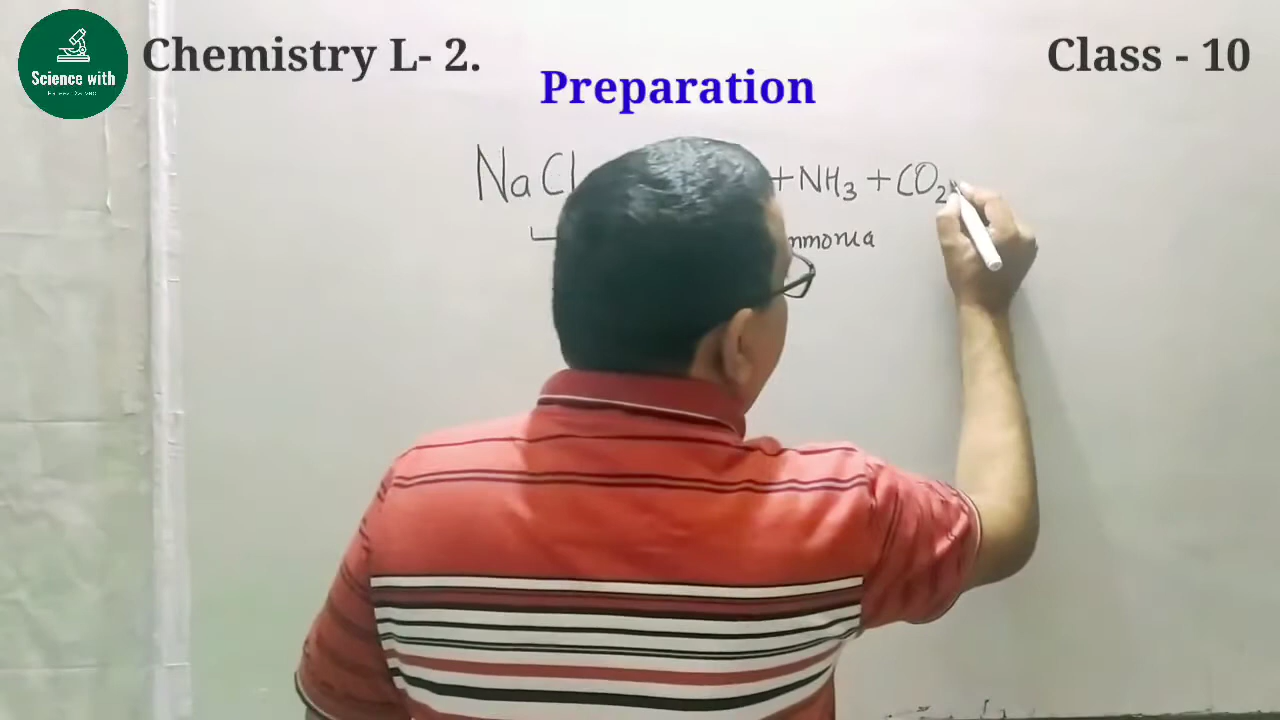 Science with
Chemistry L- 2.
Class - 10
Preparation
NaCl +NH₃ +CO₂